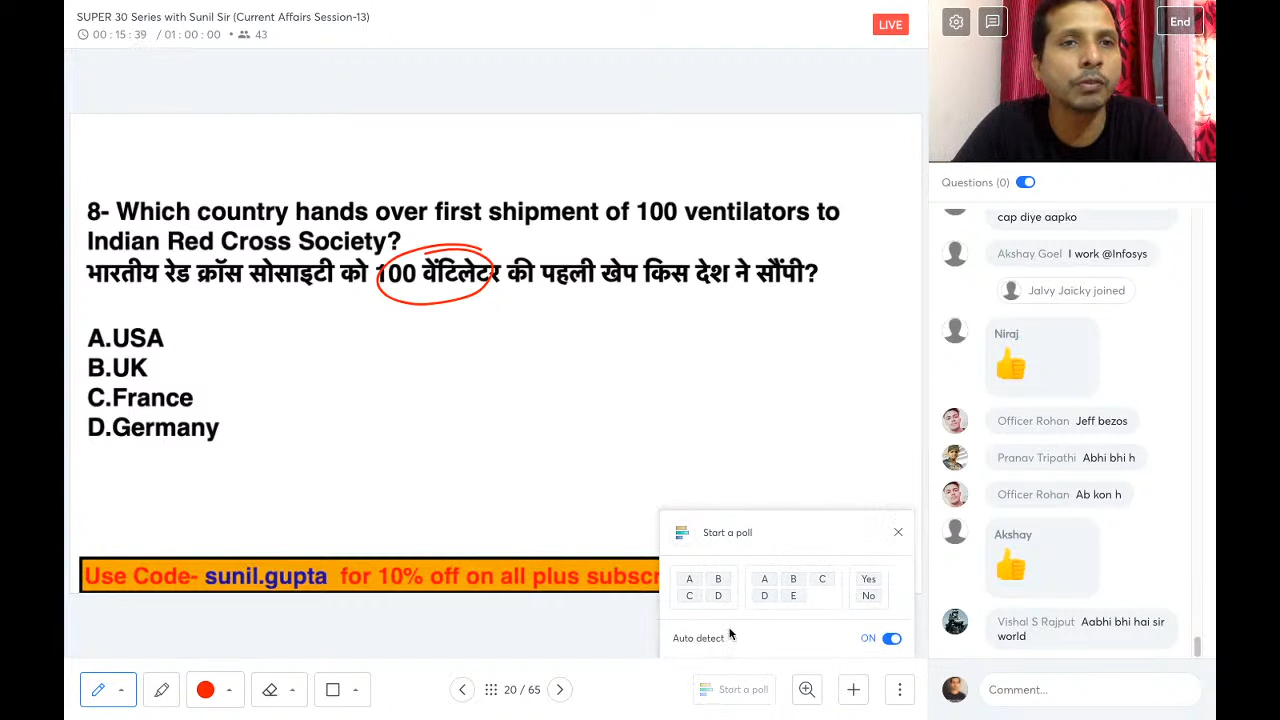 SUPER 30 Series with Sunil Sir (Current Affairs Session-13)
00 : 15 : 39 / 01 : 00 : 00 • 43
LIVE
End
8- Which country hands over first shipment of 100 ventilators to
Indian Red Cross Society?
भारतीय रेड क्रॉस सोसाइटी को 100 वेंटिलेटर की पहली खेप किस देश ने सौंपी?
A.USA
B.UK
C.France
D.Germany
Use Code- sunil.gupta for 10% off on all plus subscr
Start a poll
A B
C D
A B C
D E
Yes
No
Auto detect
ON
20 / 65
Start a poll
Questions (0)
cap diye aapko
Akshay Goel I work @Infosys
Jalvy Jaicky joined
Niraj
Officer Rohan Jeff bezos
Pranav Tripathi Abhi bhi h
Officer Rohan Ab kon h
Akshay
Vishal S Rajput Aabhi bhi hai sir
world
Comment...